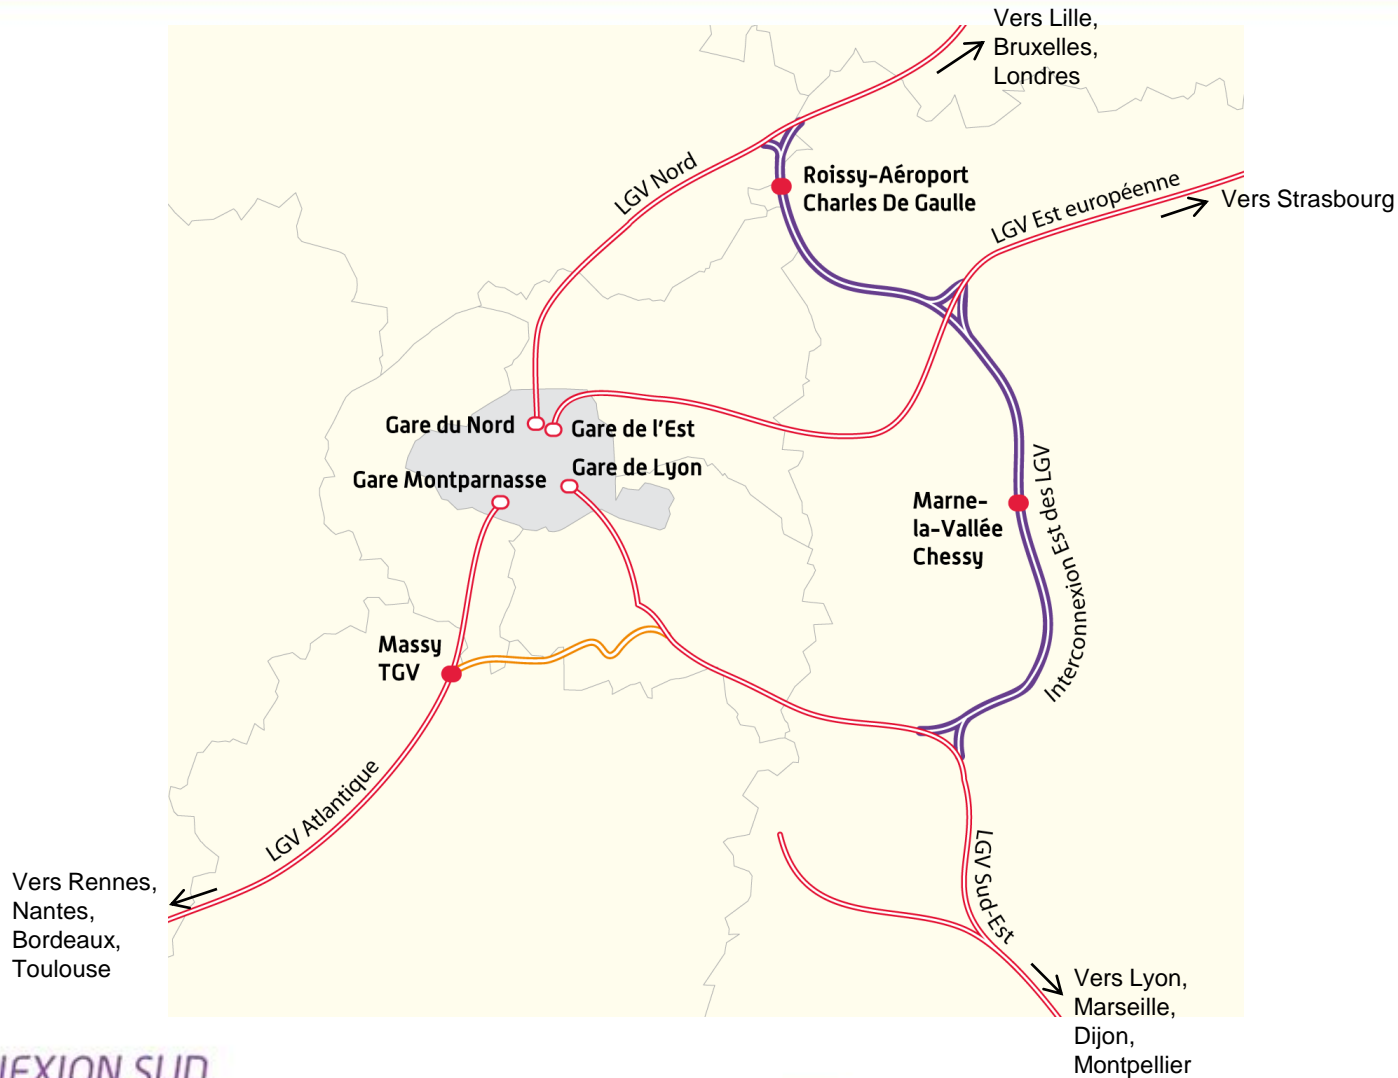 Vers Lille,
Bruxelles,
Londres
LGV Nord
Roissy-Aéroport
Charles De Gaulle
LGV Est européenne
Vers Strasbourg
Gare du Nord
Gare de l'Est
Gare de Lyon
Gare Montparnasse
Marne-
la-Vallée
Chessy
Interconnexion Est des LGV
Massy
TGV
LGV Atlantique
LGV Sud-Est
Vers Rennes,
Nantes,
Bordeaux,
Toulouse
Vers Lyon,
Marseille,
Dijon,
Montpellier
NEXION SUD